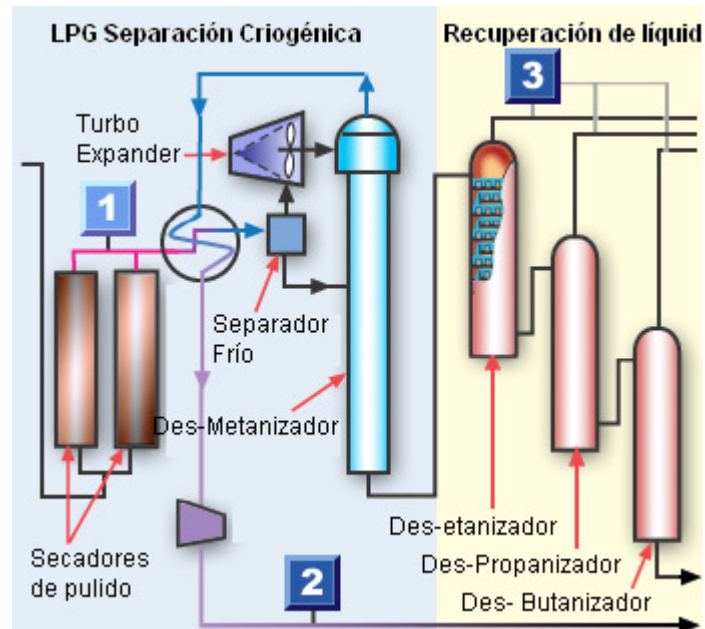 LPG Separación Criogénica
Recuperación de líquid
3
Turbo
Expander
1
Separador
Frío
Des-Metanizador
Des-etanizador
Secadores
de pulido
Des-Propanizador
2
Des- Butanizador